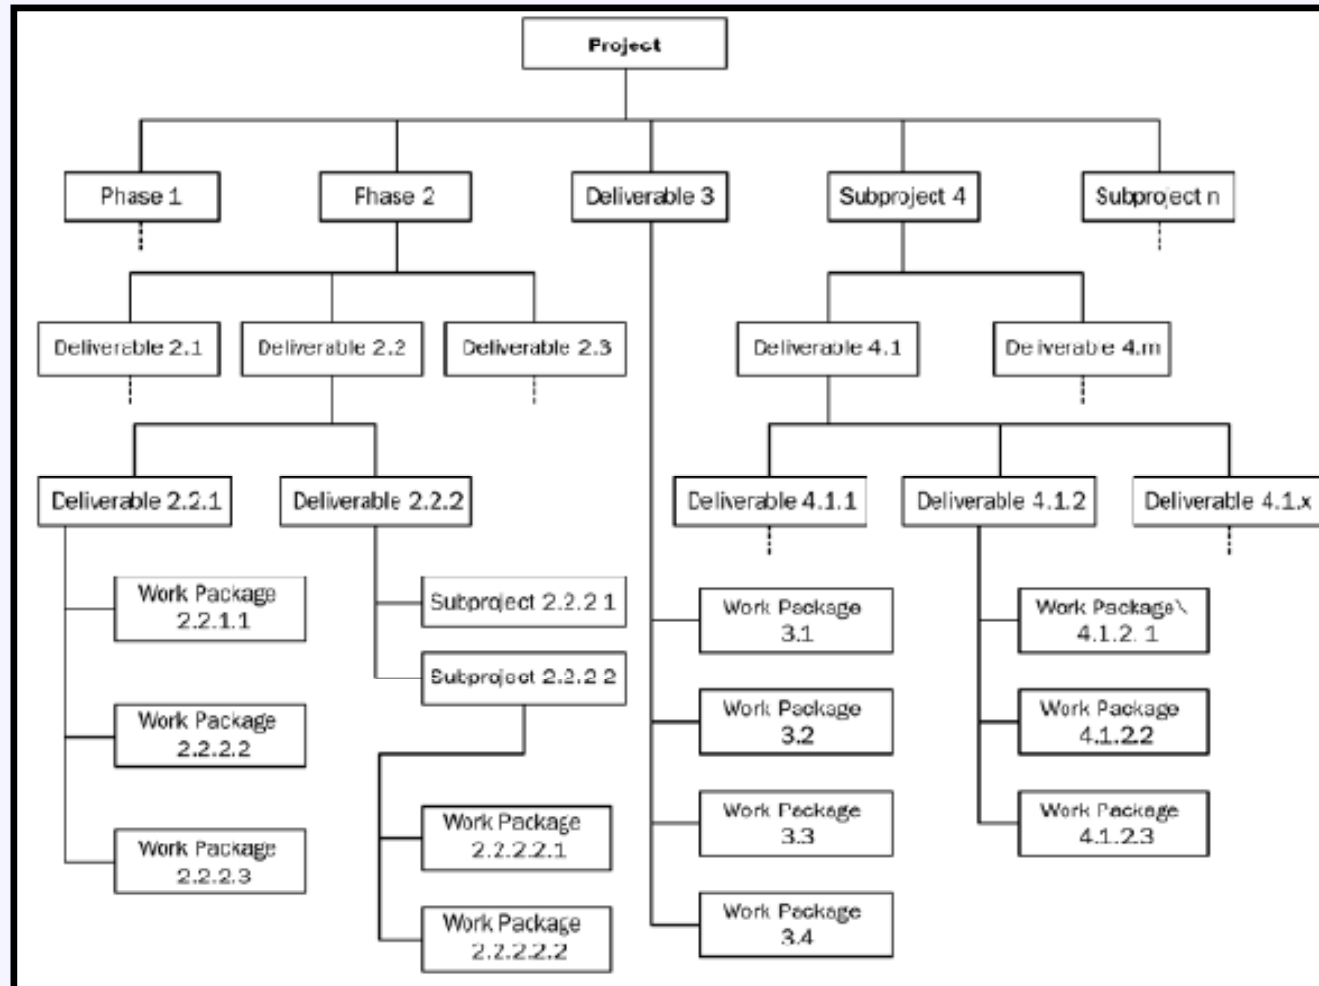 Project
Phase 1
Fhase 2
Deliverable 3
Subproject 4
Subproject n
Deliverable 2.1
Deliverable 2.2
Deliverable 2.3
Deliverable 4.1
Deliverable 4.m
Deliverable 2.2.1
Deliverable 2.2.2
Deliverable 4.1.1
Deliverable 4.1.2
Deliverable 4.1.x
Work Package
2.2.1.1
Work Package
2.2.2.2
Work Package
2.2.2.3
Subproject 2.2.2 1
Subproject 2.2.2 2
Work Package
2.2.2.2.1
Work Package
2.2.2.2.2
Work Package
3.1
Work Package
3.2
Work Package
3.3
Work Package
3.4
Work Package\
4.1.2. 1
Work Package
4.1.2.2
Work Package
4.1.2.3